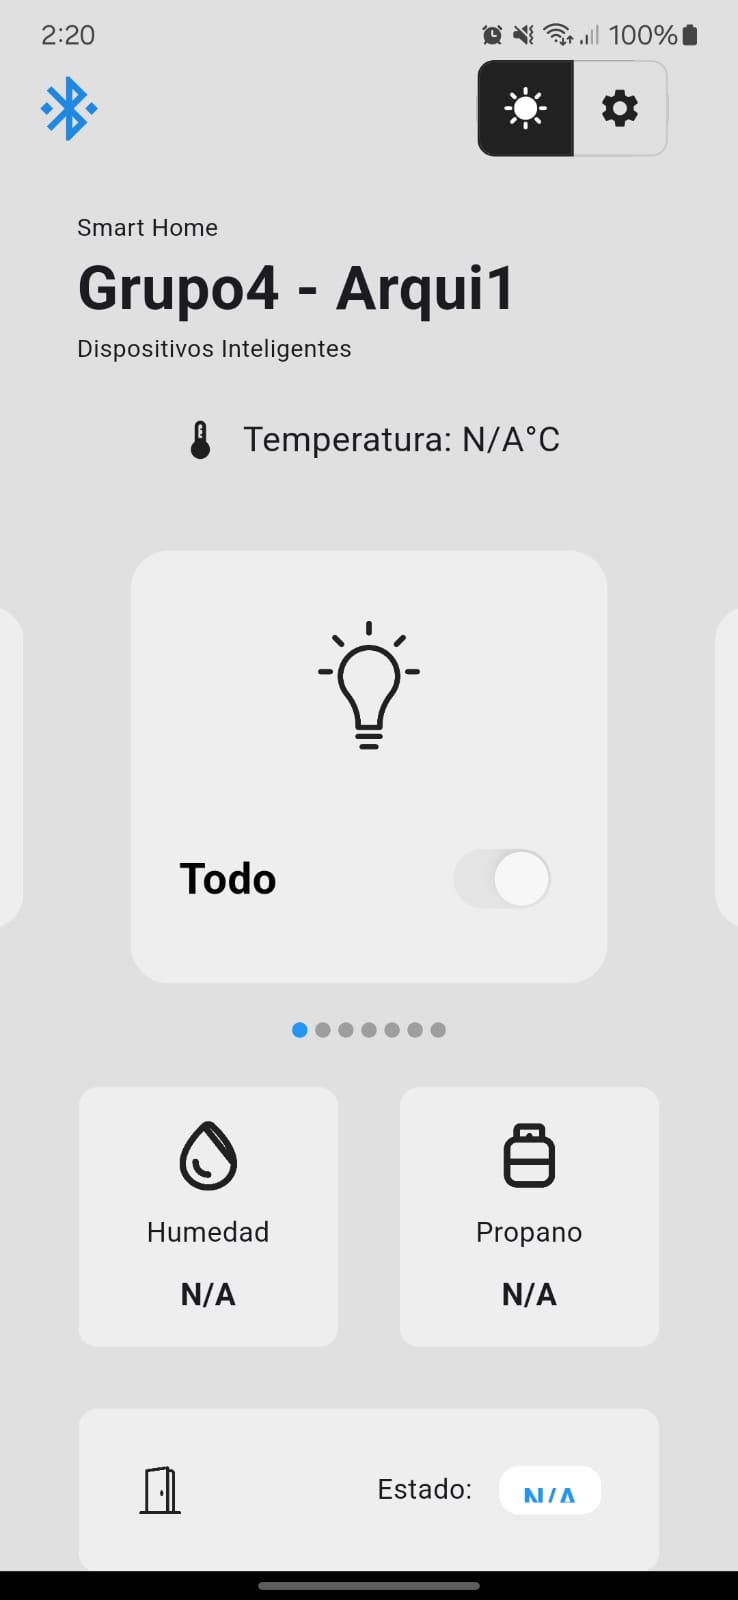 2:20
100%
Smart Home
Grupo4 - Arqui1
Dispositivos Inteligentes
Temperatura: N/A°C
Todo
Humedad
N/A
Propano
N/A
Estado:
N/A